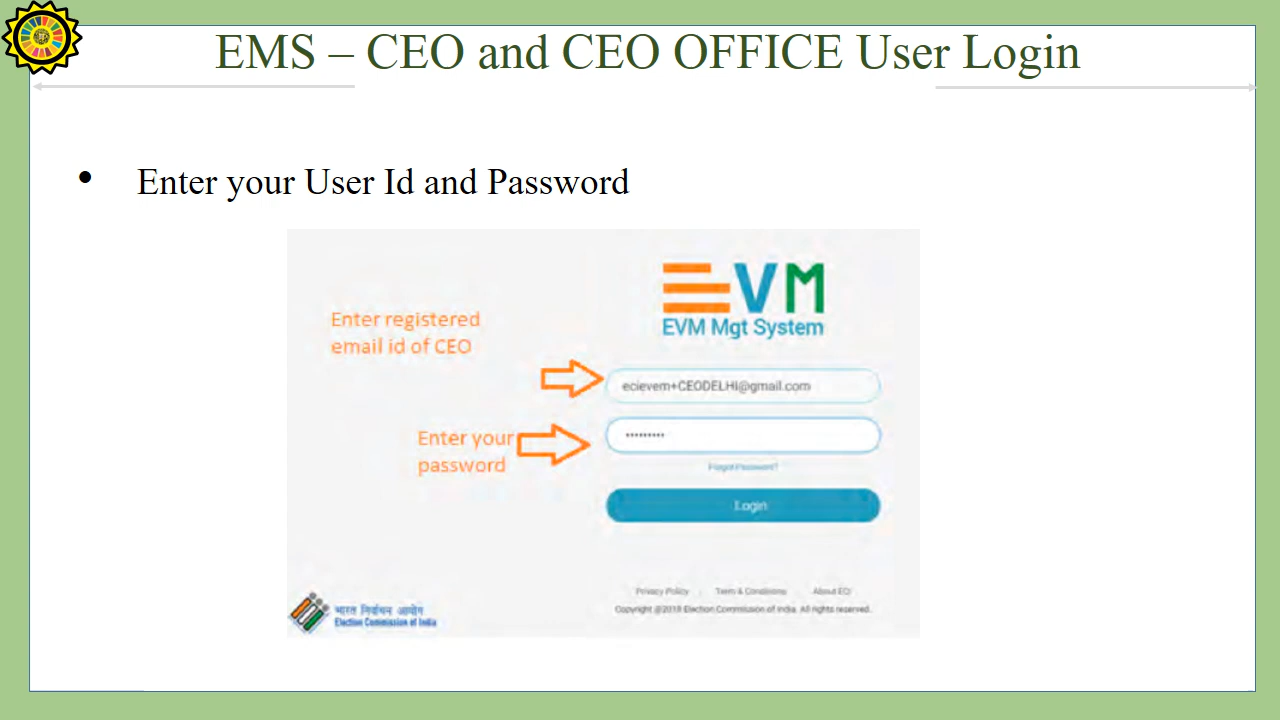 EMS – CEO and CEO OFFICE User Login
• Enter your User Id and Password
EVM
EVM Mgt System
Enter registered
email id of CEO
ecievem+CEODELHI@gmail.com
Enter your
password
•••••••••
Forgot Password?
Login
Privacy Policy
Term & Conditions
About ECI
Copyright @2018 Election Commission of India. All rights reserved.
भारत निर्वाचन आयोग
Election Commission of India